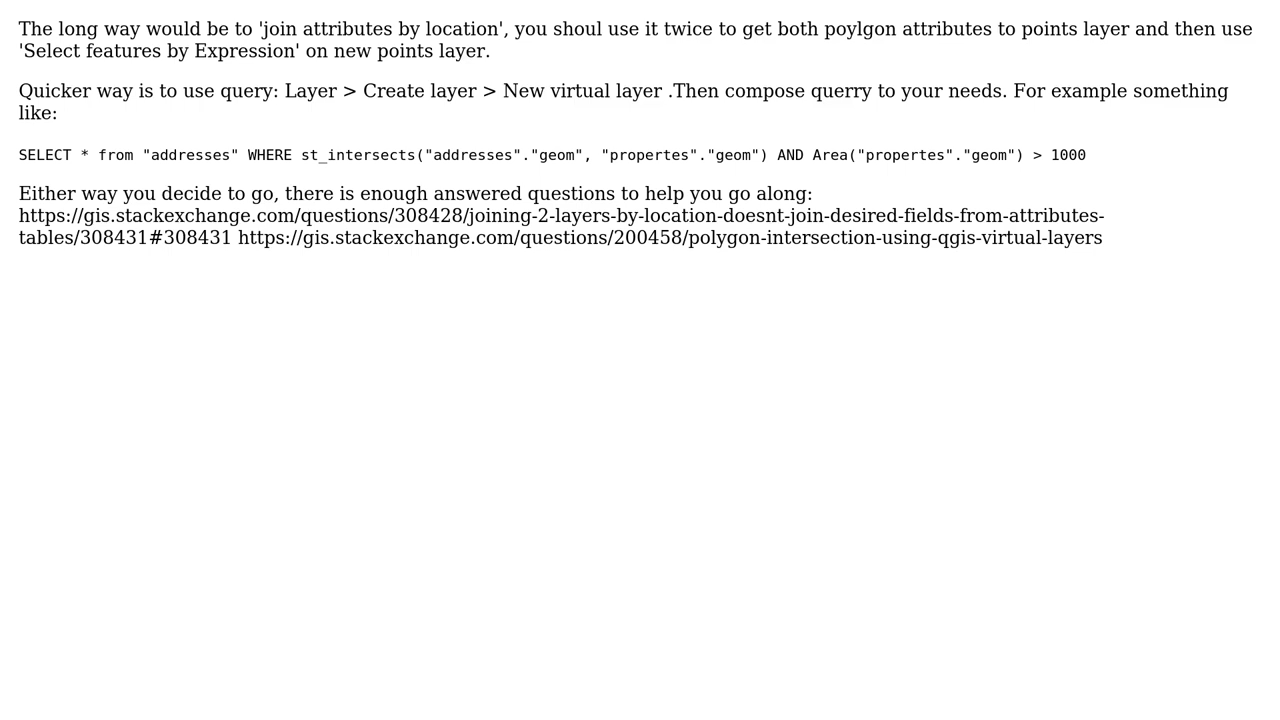 The long way would be to 'join attributes by location', you shoul use it twice to get both poylgon attributes to points layer and then use
'Select features by Expression' on new points layer.
Quicker way is to use query: Layer > Create layer > New virtual layer .Then compose querry to your needs. For example something
like:
SELECT * from "addresses" WHERE st_intersects("addresses"."geom", "propertes"."geom") AND Area("propertes"."geom") > 1000
Either way you decide to go, there is enough answered questions to help you go along:
https://gis.stackexchange.com/questions/308428/joining-2-layers-by-location-doesnt-join-desired-fields-from-attributes-
tables/308431#308431 https://gis.stackexchange.com/questions/200458/polygon-intersection-using-qgis-virtual-layers